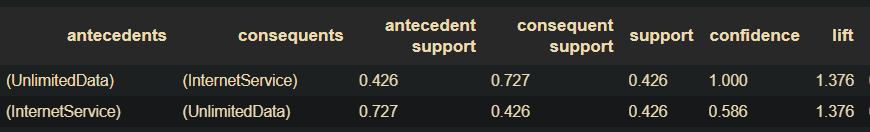 antecedents consequents antecedent support consequent support support confidence lift
(UnlimitedData) (InternetService) 0.426 0.727 0.426 1.000 1.376
(InternetService) (UnlimitedData) 0.727 0.426 0.426 0.586 1.376